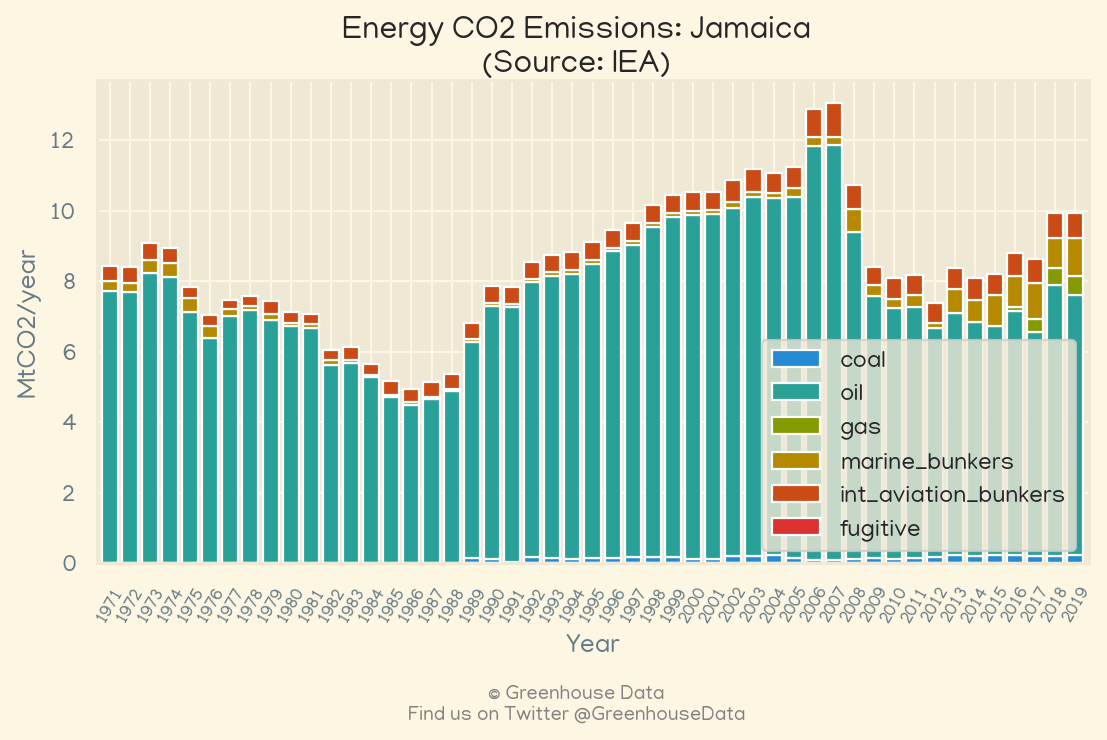 Energy CO2 Emissions: Jamaica
(Source: IEA)
MtCO2/year
12
10
8
6
4
2
0
coal
oil
gas
marine_bunkers
int_aviation_bunkers
fugitive
1971 1972 1973 1974 1975 1976 1977 1978 1979 1980 1981 1982 1983 1984 1985 1986 1987 1988 1989 1990 1991 1992 1993 1994 1995 1996 1997 1998 1999 2000 2001 2002 2003 2004 2005 2006 2007 2008 2009 2010 2011 2012 2013 2014 2015 2016 2017 2018 2019
Year
© Greenhouse Data
Find us on Twitter @GreenhouseData